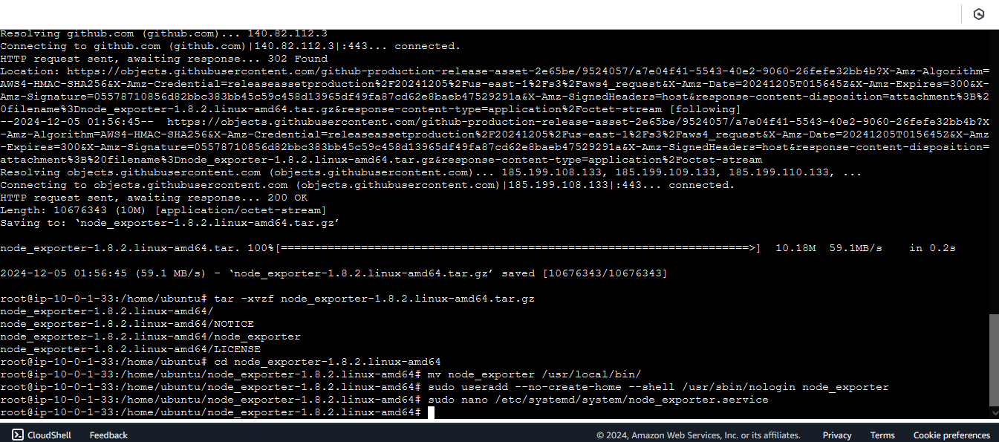 Resolving github.com (github.com)... 140.82.112.3
Connecting to github.com (github.com)|140.82.112.3|:443... connected.
HTTP request sent, awaiting response... 302 Found
Location: https://objects.githubusercontent.com/github-production-release-asset-2e65be/9524057/a7e04f41-5543-40e2-9060-26fefe32bb4b?X-Amz-Algorithm=
AWS4-HMAC-SHA256&X-Amz-Credential=releaseassetproduction%2F20241205%2Fus-east-1%2Fs3%2Faws4_request&X-Amz-Date=20241205T015645Z&X-Amz-Expires=300&X-
Amz-Signature=05578710856d82bbc383bb45c59c458d13965df49fa87cd62e8baeb47529291a&X-Amz-SignedHeaders=host&response-content-disposition=attachment%3B%2
0filename%3Dnode_exporter-1.8.2.linux-amd64.tar.gz&response-content-type=application%2Foctet-stream [following]
--2024-12-05 01:56:45--  https://objects.githubusercontent.com/github-production-release-asset-2e65be/9524057/a7e04f41-5543-40e2-9060-26fefe32bb4b?X
-Amz-Algorithm=AWS4-HMAC-SHA256&X-Amz-Credential=releaseassetproduction%2F20241205%2Fus-east-1%2Fs3%2Faws4_request&X-Amz-Date=20241205T015645Z&X-Amz
-Expires=300&X-Amz-Signature=05578710856d82bbc383bb45c59c458d13965df49fa87cd62e8baeb47529291a&X-Amz-SignedHeaders=host&response-content-disposition=
attachment%3B%20filename%3Dnode_exporter-1.8.2.linux-amd64.tar.gz&response-content-type=application%2Foctet-stream
Resolving objects.githubusercontent.com (objects.githubusercontent.com)... 185.199.108.133, 185.199.109.133, 185.199.110.133, ...
Connecting to objects.githubusercontent.com (objects.githubusercontent.com)|185.199.108.133|:443... connected.
HTTP request sent, awaiting response... 200 OK
Length: 10676343 (10M) [application/octet-stream]
Saving to: ‘node_exporter-1.8.2.linux-amd64.tar.gz’
node_exporter-1.8.2.linux-amd64.tar. 100%[======================================================================>]  10.18M  59.1MB/s    in 0.2s
2024-12-05 01:56:45 (59.1 MB/s) - ‘node_exporter-1.8.2.linux-amd64.tar.gz’ saved [10676343/10676343]
root@ip-10-0-1-33:/home/ubuntu# tar -xvzf node_exporter-1.8.2.linux-amd64.tar.gz
node_exporter-1.8.2.linux-amd64/
node_exporter-1.8.2.linux-amd64/NOTICE
node_exporter-1.8.2.linux-amd64/node_exporter
node_exporter-1.8.2.linux-amd64/LICENSE
root@ip-10-0-1-33:/home/ubuntu# cd node_exporter-1.8.2.linux-amd64
root@ip-10-0-1-33:/home/ubuntu/node_exporter-1.8.2.linux-amd64# mv node_exporter /usr/local/bin/
root@ip-10-0-1-33:/home/ubuntu/node_exporter-1.8.2.linux-amd64# sudo useradd --no-create-home --shell /usr/sbin/nologin node_exporter
root@ip-10-0-1-33:/home/ubuntu/node_exporter-1.8.2.linux-amd64# sudo nano /etc/systemd/system/node_exporter.service
root@ip-10-0-1-33:/home/ubuntu/node_exporter-1.8.2.linux-amd64#
CloudShell Feedback © 2024, Amazon Web Services, Inc. or its affiliates. Privacy Terms Cookie preferences